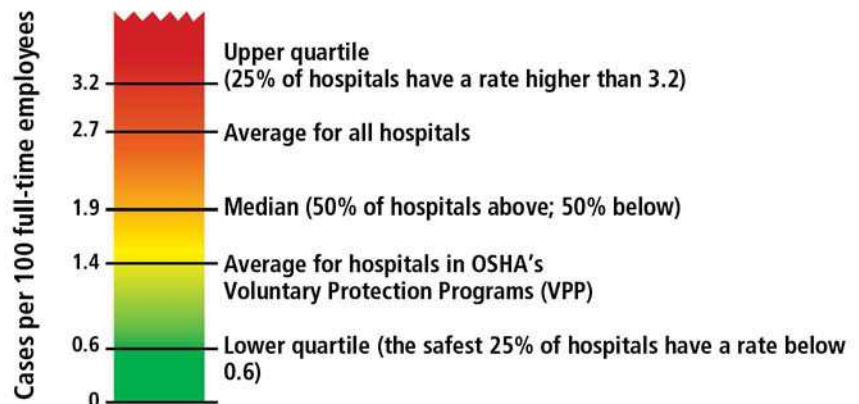 Cases per 100 full-time employees
Upper quartile
3.2 (25% of hospitals have a rate higher than 3.2)
2.7 Average for all hospitals
1.9 Median (50% of hospitals above; 50% below)
1.4 Average for hospitals in OSHA's
Voluntary Protection Programs (VPP)
0.6 Lower quartile (the safest 25% of hospitals have a rate below
0.6)
0